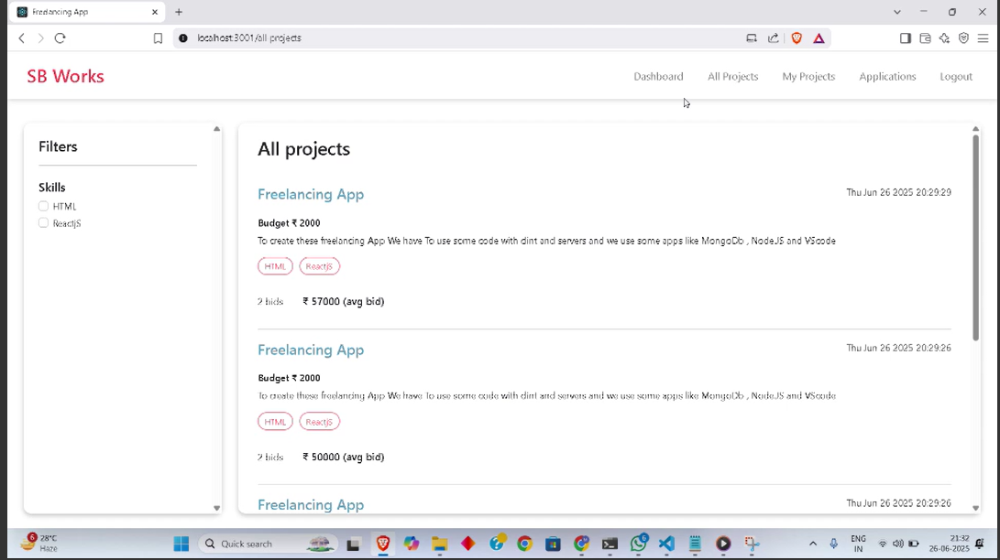 Freelancing App
localhost:3001/all projects
SB Works
Dashboard
All Projects
My Projects
Applications
Logout
Filters
Skills
HTML
ReactjS
All projects
Freelancing App
Thu Jun 26 2025 20:29:29
Budget ₹ 2000
To create these freelancing App We have To use some code with clint and servers and we use some apps like MongoDb , NodeJS and VScode
HTML
ReactjS
2 bids
₹ 57000 (avg bid)
Freelancing App
Thu Jun 26 2025 20:29:26
Budget ₹ 2000
To create these freelancing App We have To use some code with clint and servers and we use some apps like MongoDb , NodeJS and VScode
HTML
ReactjS
2 bids
₹ 50000 (avg bid)
Freelancing App
Thu Jun 26 2025 20:29:26
6
28°C
Haze
Quick search
6
ENG
IN
21:32
26-06-2025